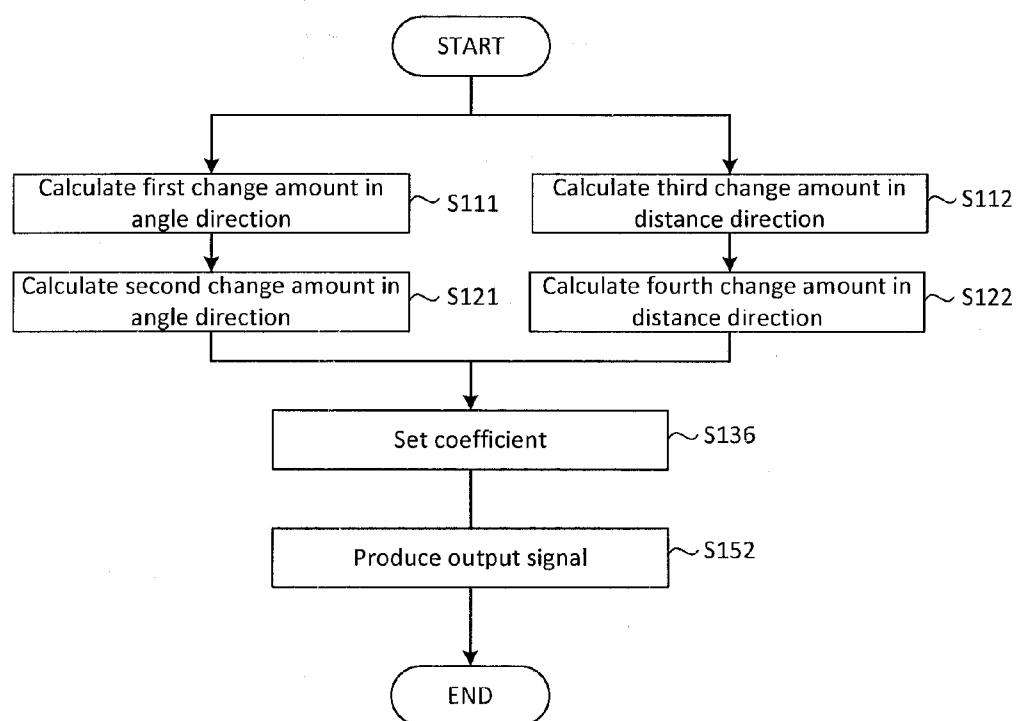 START
Calculate first change amount in
angle direction
S111
Calculate third change amount in
distance direction
S112
Calculate second change amount in
angle direction
S121
Calculate fourth change amount in
distance direction
S122
Set coefficient
S136
Produce output signal
S152
END